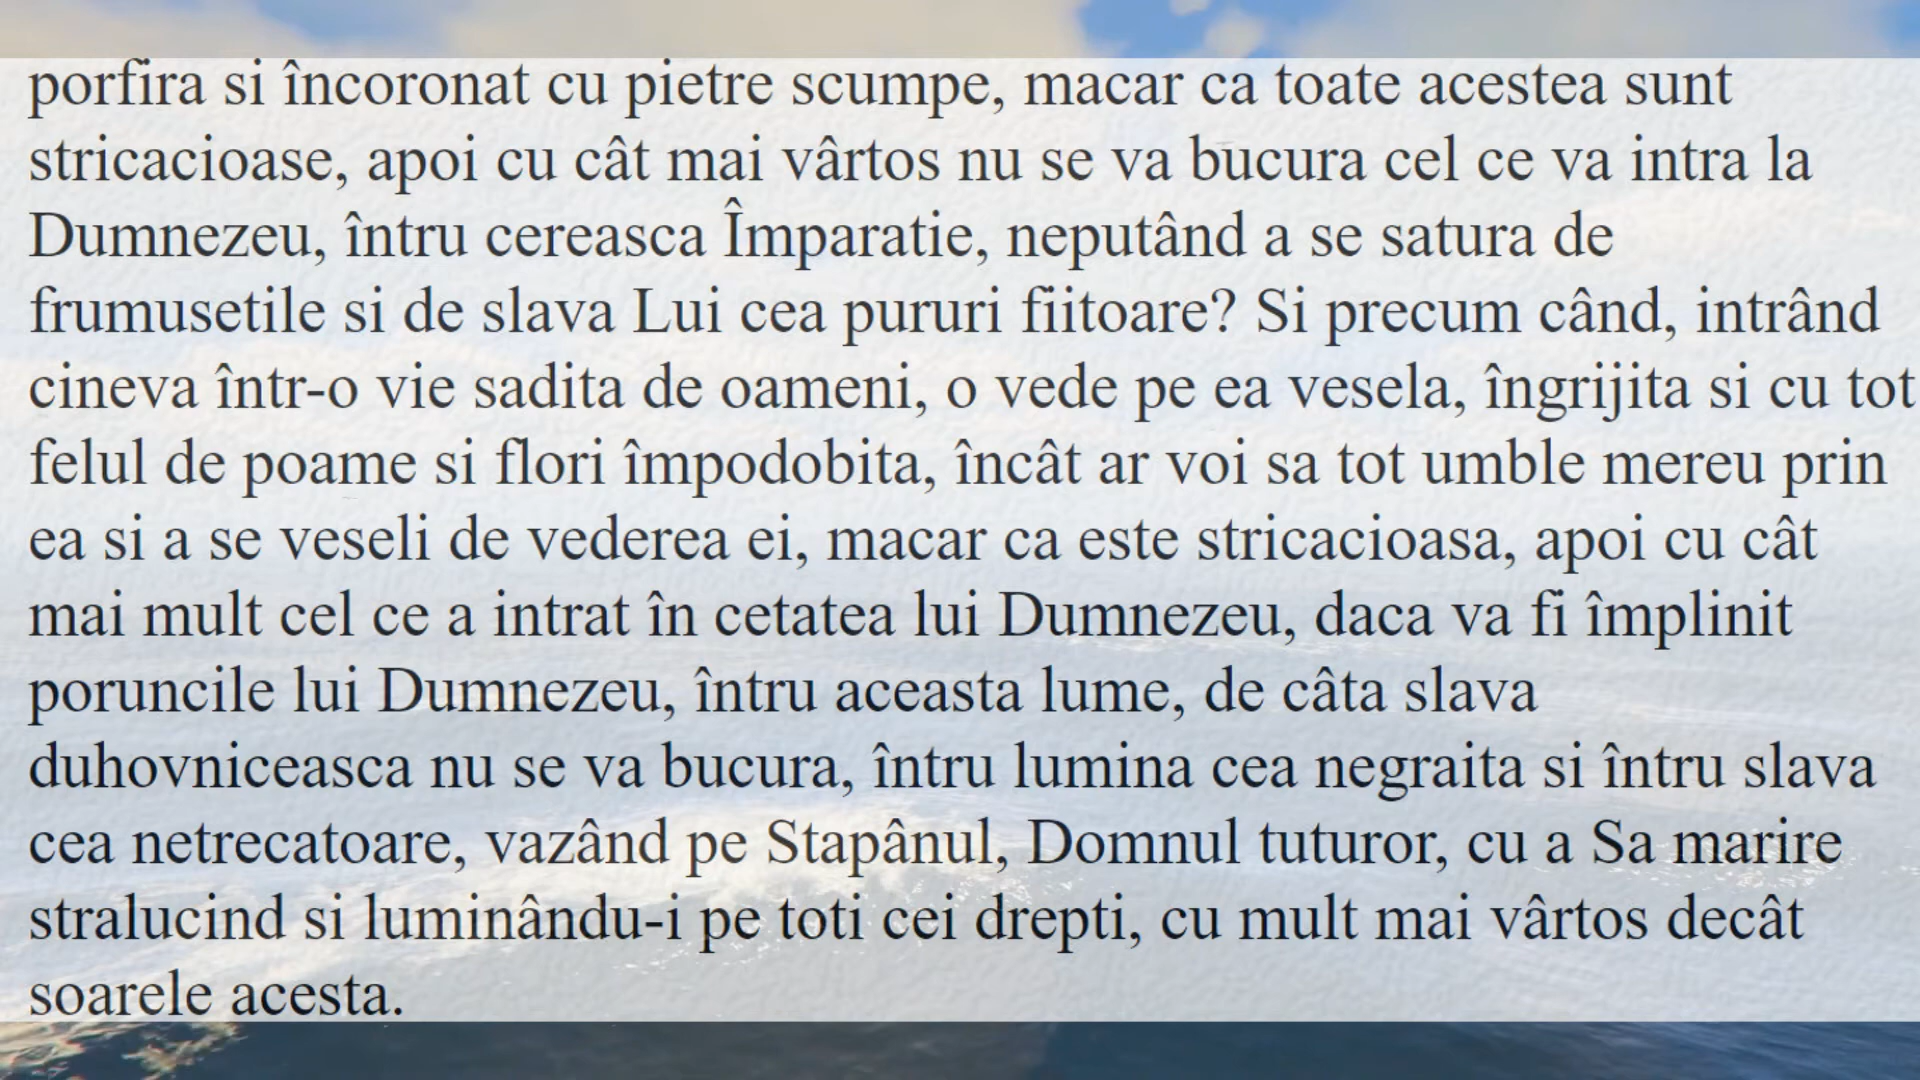 porfira si încoronat cu pietre scumpe, macar ca toate acestea sunt
stricacioase, apoi cu cât mai vârtos nu se va bucura cel ce va intra la
Dumnezeu, întru cereasca Împaratie, neputând a se satura de
frumusetile si de slava Lui cea pururi fiitoare? Si precum când, intrând
cineva într-o vie sadita de oameni, o vede pe ea vesela, îngrijita si cu tot
felul de poame si flori împodobita, încât ar voi sa tot umble mereu prin
ea si a se veseli de vederea ei, macar ca este stricacioasa, apoi cu cât
mai mult cel ce a intrat în cetatea lui Dumnezeu, daca va fi împlinit
poruncile lui Dumnezeu, întru aceasta lume, de câta slava
duhovniceasca nu se va bucura, întru lumina cea negraita si întru slava
cea netrecatoare, vazând pe Stapânul, Domnul tuturor, cu a Sa marire
stralucind si luminându-i pe toti cei drepti, cu mult mai vârtos decât
soarele acesta.